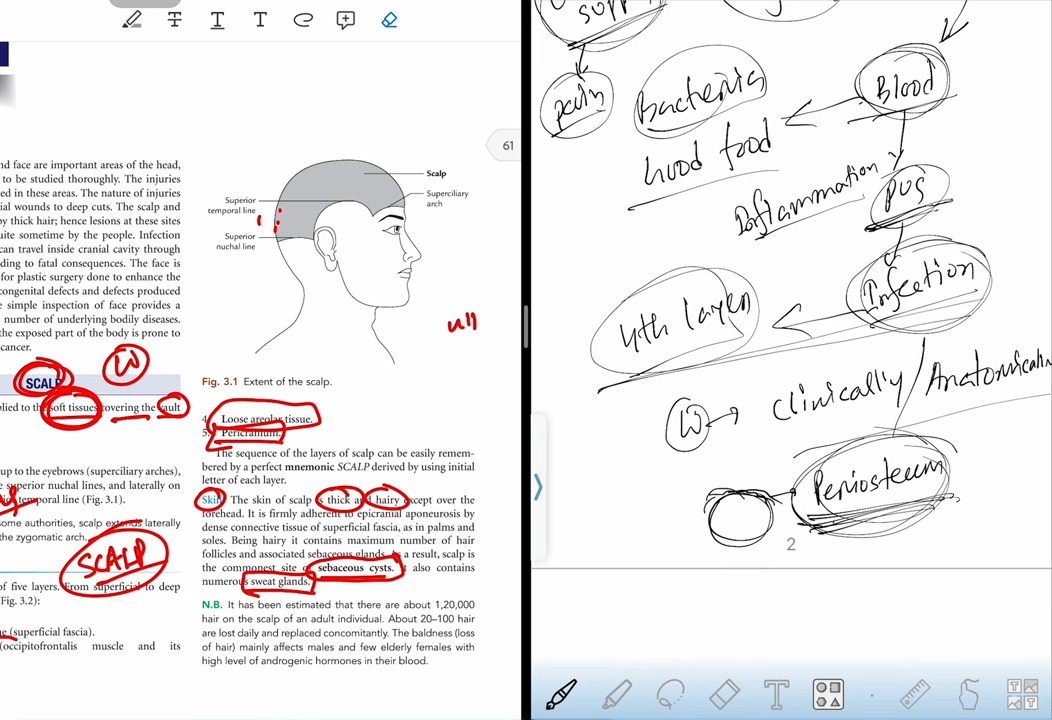 61
nd face are important areas of the head,
to be studied thoroughly. The injuries
ed in these areas. The nature of injuries
ial wounds to deep cuts. The scalp and
by thick hair; hence lesions at these sites
uite sometime by the people. Infection
can travel inside cranial cavity through
ding to fatal consequences. The face is
for plastic surgery done to enhance the
congenital defects and defects produced
e simple inspection of face provides a
number of underlying bodily diseases.
the exposed part of the body is prone to
cancer.
SCALP
plied to the soft tissues covering the vault
up to the eyebrows (superciliary arches),
superior nuchal lines, and laterally on
temporal line (Fig. 3.1).
some authorities, scalp extends laterally
the zygomatic arch.
SCALP
of five layers. From superficial to deep
Fig. 3.2):
ue (superficial fascia).
(occipitofrontalis muscle and its
Scalp
Superciliary
arch
Superior
temporal line
Superior
nuchal line
Fig. 3.1 Extent of the scalp.
4. Loose areolar tissue.
5. Pericranium.
The sequence of the layers of scalp can be easily remem-
bered by a perfect mnemonic SCALP derived by using initial
letter of each layer.
Skin The skin of scalp is thick and hairy except over the
forehead. It is firmly adherent to epicranial aponeurosis by
dense connective tissue of superficial fascia, as in palms and
soles. Being hairy it contains maximum number of hair
follicles and associated sebaceous glands. As a result, scalp is
the commonest site of sebaceous cysts. It also contains
numerous sweat glands.
N.B. It has been estimated that there are about 1,20,000
hair on the scalp of an adult individual. About 20–100 hair
are lost daily and replaced concomitantly. The baldness (loss
of hair) mainly affects males and few elderly females with
high level of androgenic hormones in their blood.
supp
pain
Bacteria
Blood
food
Inflammation
pus
Infection
4th layer
Clinically/Anatomically
Periosteum
2